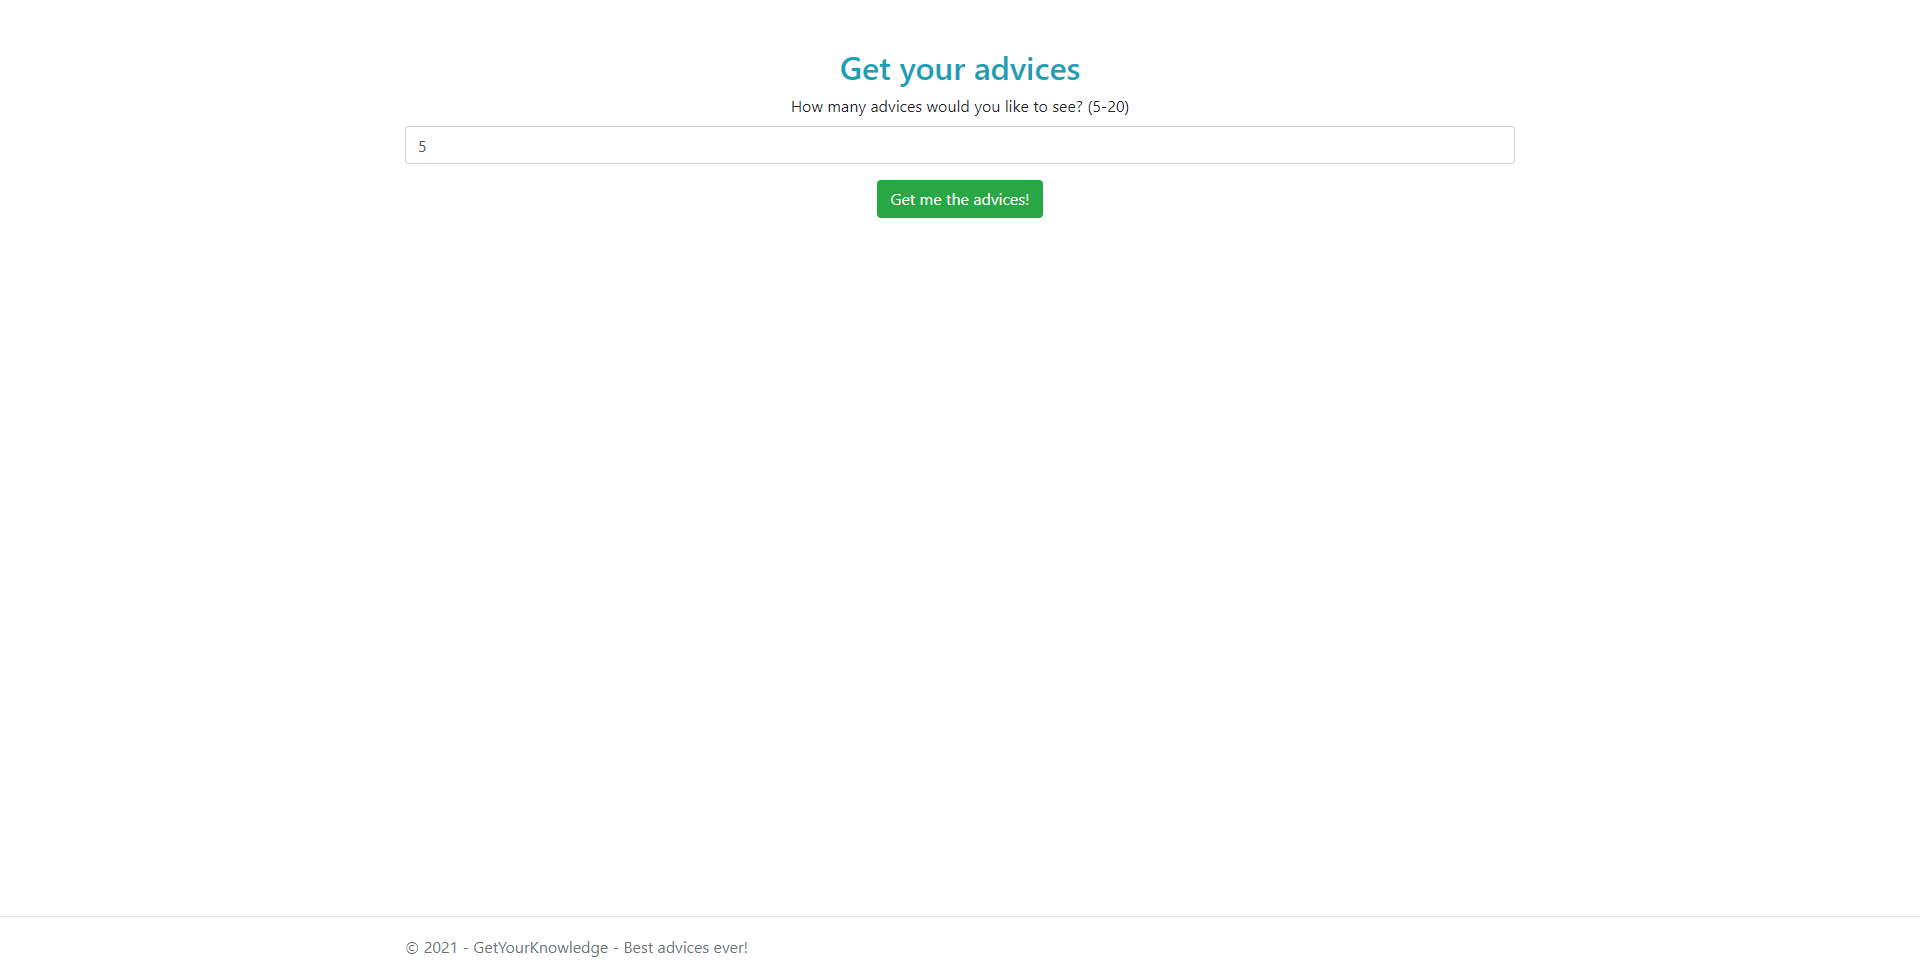 Get your advices
How many advices would you like to see? (5-20)
5
Get me the advices!
© 2021 - GetYourKnowledge - Best advices ever!